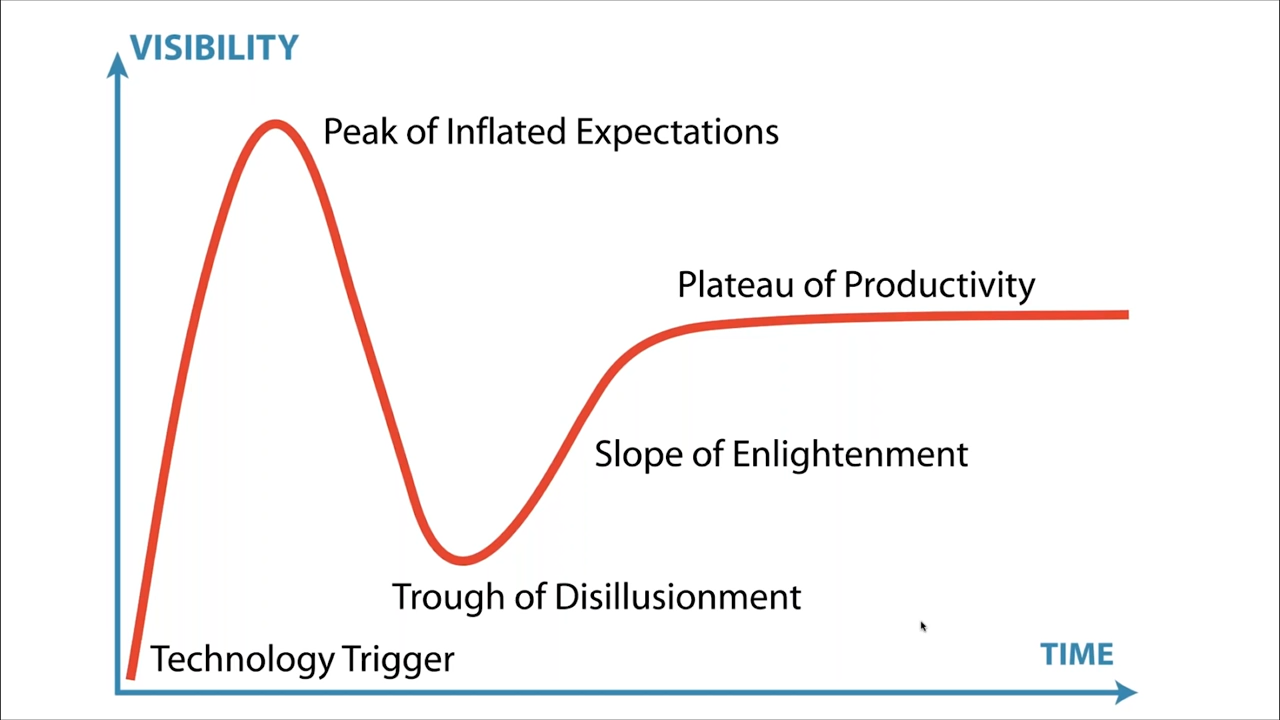 VISIBILITY
Peak of Inflated Expectations
Plateau of Productivity
Slope of Enlightenment
Trough of Disillusionment
Technology Trigger
TIME